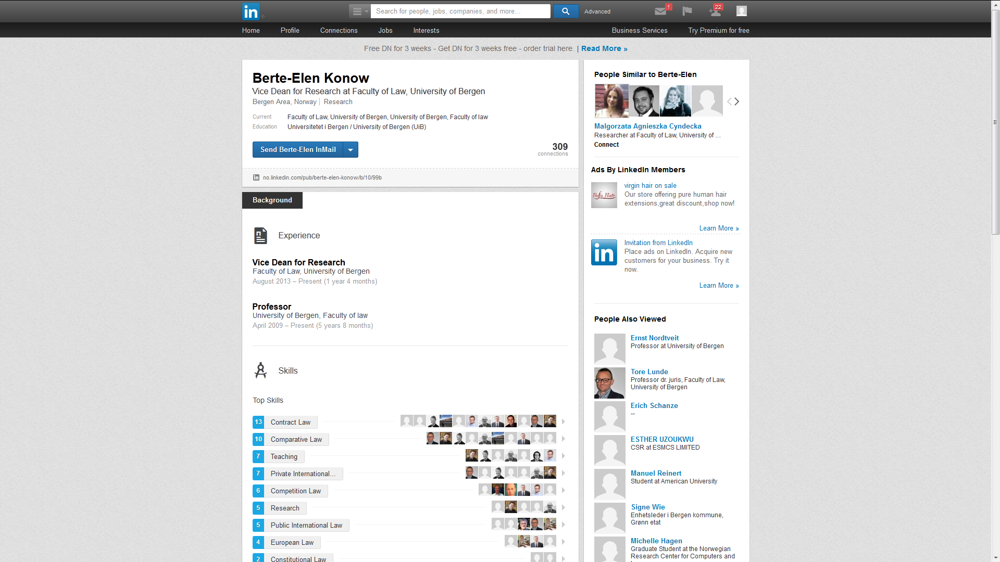 in
Search for people, jobs, companies, and more...
Advanced
1
22
Home
Profile
Connections
Jobs
Interests
Business Services
Try Premium for free
Free DN for 3 weeks - Get DN for 3 weeks free - order trial here. | Read More »
Berte-Elen Konow
Vice Dean for Research at Faculty of Law, University of Bergen
Bergen Area, Norway | Research
Current Faculty of Law, University of Bergen, University of Bergen, Faculty of law
Education Universitetet i Bergen / University of Bergen (UiB)
Send Berte-Elen InMail
309
connections
in no.linkedin.com/pub/berte-elen-konow/b/10/99b
Background
Experience
Vice Dean for Research
Faculty of Law, University of Bergen
August 2013 – Present (1 year 4 months)
Professor
University of Bergen, Faculty of law
April 2009 – Present (5 years 8 months)
Skills
Top Skills
13 Contract Law
10 Comparative Law
7 Teaching
7 Private International...
6 Competition Law
5 Research
5 Public International Law
4 European Law
2 Constitutional Law
People Similar to Berte-Elen
Malgorzata Agnieszka Cyndecka
Researcher at Faculty of Law, University of ...
Connect
Ads By LinkedIn Members
Bofa Hair
virgin hair on sale
Our store offering pure human hair
extensions,great discount,shop now!
Learn More »
in
Invitation from LinkedIn
Place ads on LinkedIn. Acquire new
customers for your business. Try it
now.
Learn More »
People Also Viewed
Ernst Nordtveit
Professor at University of Bergen
Tore Lunde
Professor dr. juris, Faculty of Law,
University of Bergen
Erich Schanze
--
ESTHER UZOUKWU
CSR at ESMCS LIMITED
Manuel Reinert
Student at American University
Signe Wie
Enhetsleder i Bergen kommune,
Grønn etat
Michelle Hagen
Graduate Student at the Norwegian
Research Center for Computers and